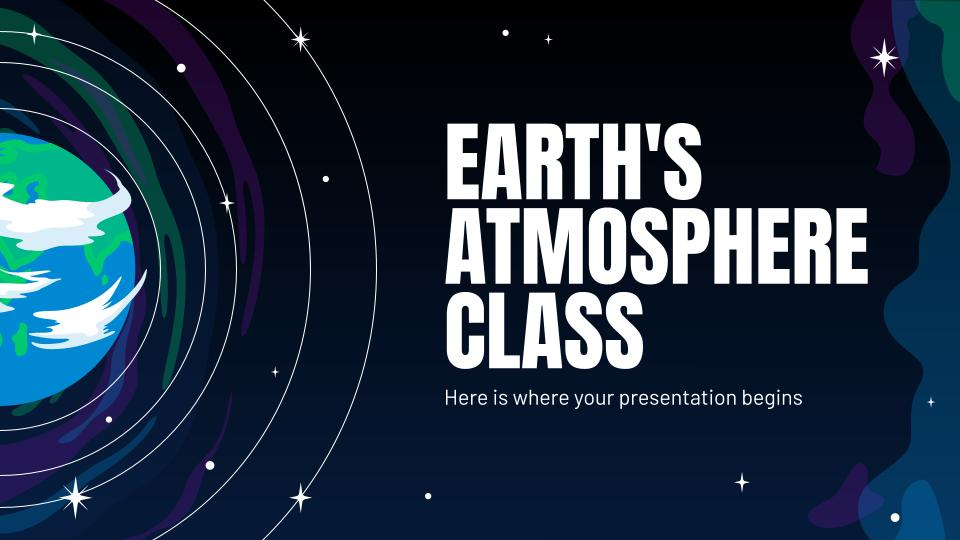 EARTH'S
ATMOSPHERE
CLASS
Here is where your presentation begins